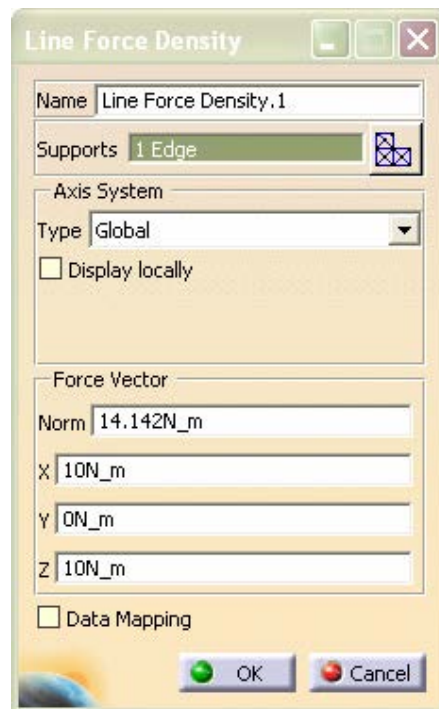 Line Force Density
Name Line Force Density.1
Supports 1 Edge
Axis System
Type Global
Display locally
Force Vector
Norm 14.142N_m
X 10N_m
Y 0N_m
Z 10N_m
Data Mapping
OK Cancel